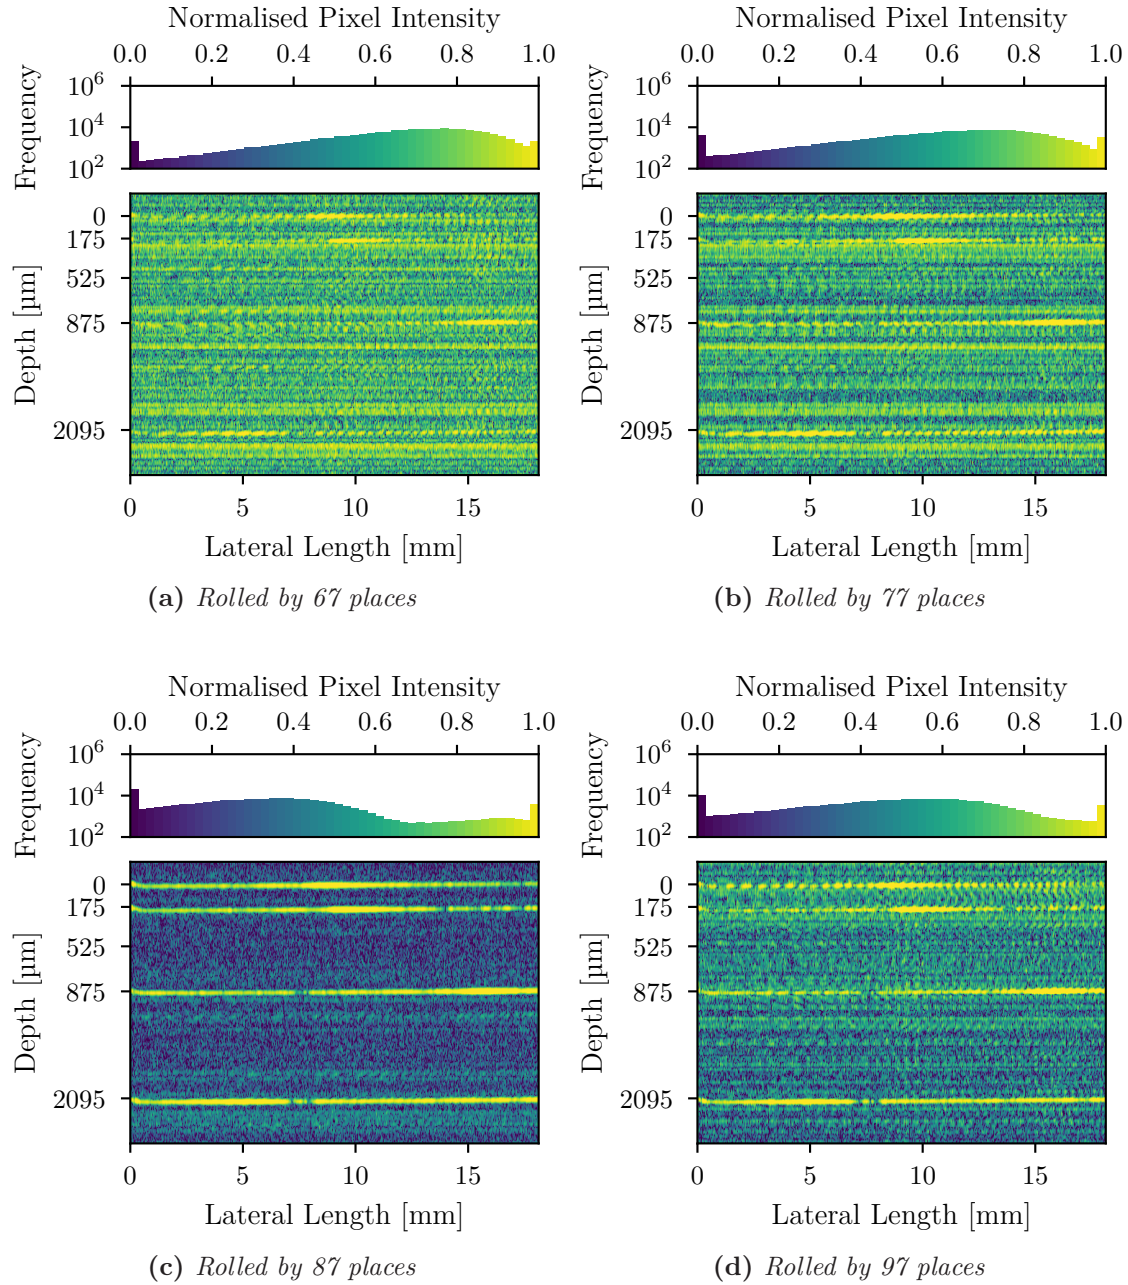 Normalised Pixel Intensity
0.0 0.2 0.4 0.6 0.8 1.0
Frequency
10^6
10^4
10^2
Depth [µm]
0
175
525
875
2095
0 5 10 15
Lateral Length [mm]
(a) Rolled by 67 places
Normalised Pixel Intensity
0.0 0.2 0.4 0.6 0.8 1.0
Frequency
10^6
10^4
10^2
Depth [µm]
0
175
525
875
2095
0 5 10 15
Lateral Length [mm]
(b) Rolled by 77 places
Normalised Pixel Intensity
0.0 0.2 0.4 0.6 0.8 1.0
Frequency
10^6
10^4
10^2
Depth [µm]
0
175
525
875
2095
0 5 10 15
Lateral Length [mm]
(c) Rolled by 87 places
Normalised Pixel Intensity
0.0 0.2 0.4 0.6 0.8 1.0
Frequency
10^6
10^4
10^2
Depth [µm]
0
175
525
875
2095
0 5 10 15
Lateral Length [mm]
(d) Rolled by 97 places